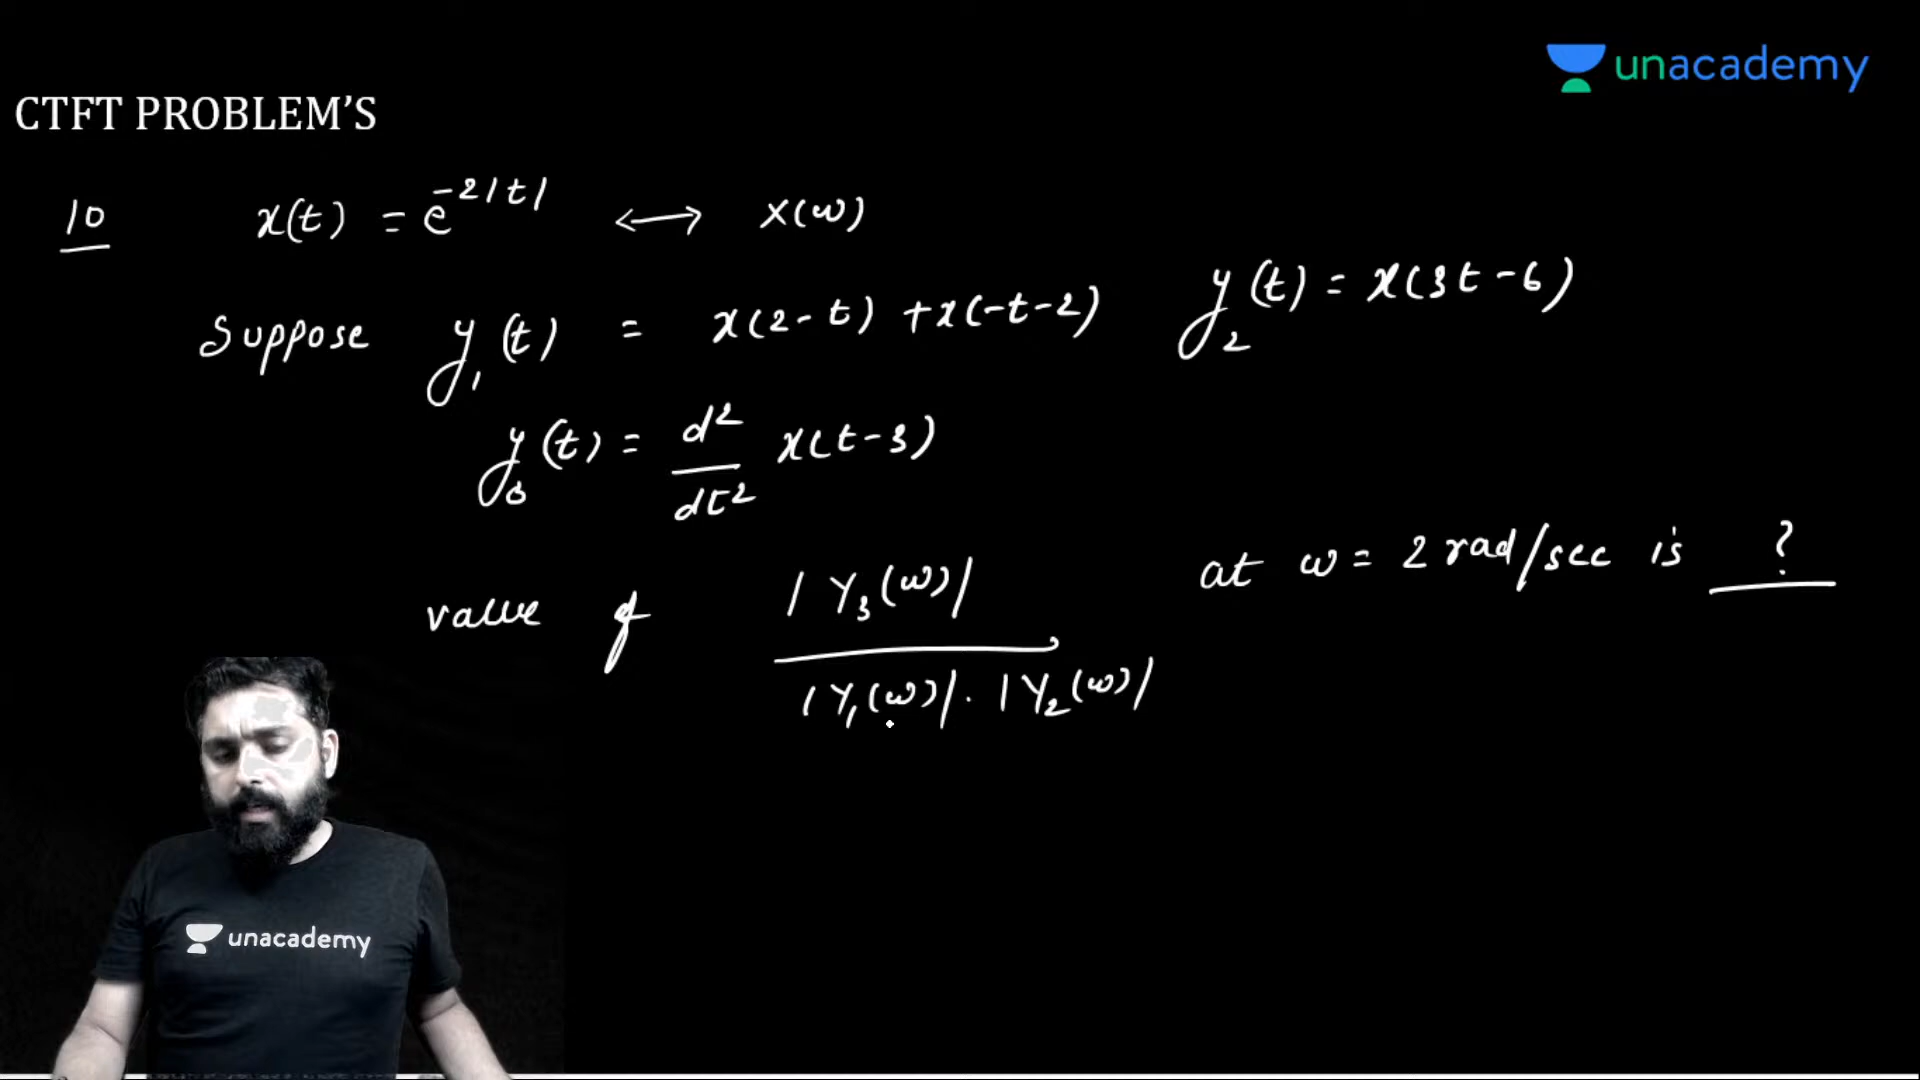 unacademy
CTFT PROBLEM'S
10 x(t) = e^{-2|t|} ↔ X(ω)
Suppose y₁(t) = x(2-t) + x(-t-2) y₂(t) = x(3t-6)
y₃(t) = d²/dt² x(t-3)
value of |Y₃(ω)| / |Y₁(ω)|·|Y₂(ω)| at ω = 2 rad/sec is ?
unacademy